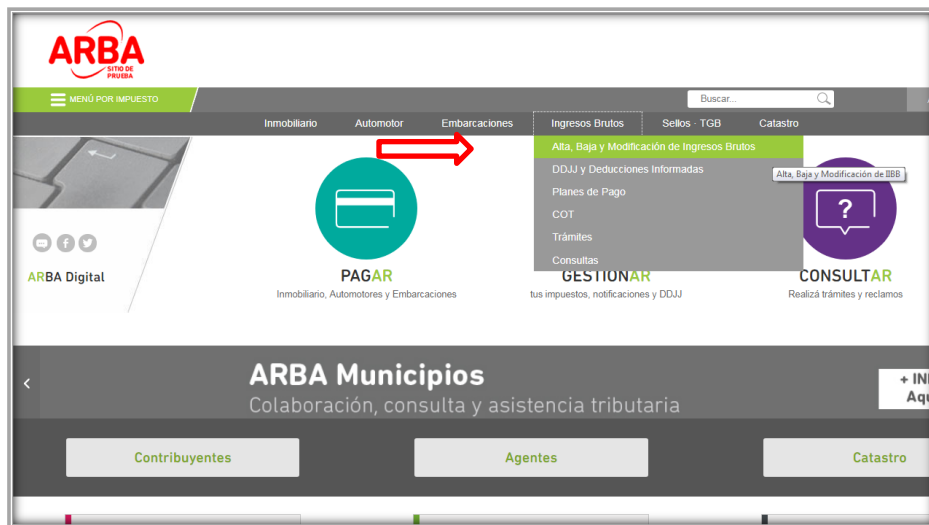 ARBA
SITIO DE
PRUEBA
MENÚ POR IMPUESTO
Buscar...
Inmobiliario Automotor Embarcaciones Ingresos Brutos Sellos · TGB Catastro
Alta, Baja y Modificación de Ingresos Brutos
DDJJ y Deducciones Informadas
Alta, Baja y Modificación de IIBB
Planes de Pago
COT
Trámites
Consultas
?
ARBA Digital
PAGAR
Inmobiliario, Automotores y Embarcaciones
GESTIONAR
tus impuestos, notificaciones y DDJJ
CONSULTAR
Realizá trámites y reclamos
ARBA Municipios
Colaboración, consulta y asistencia tributaria
Contribuyentes Agentes Catastro